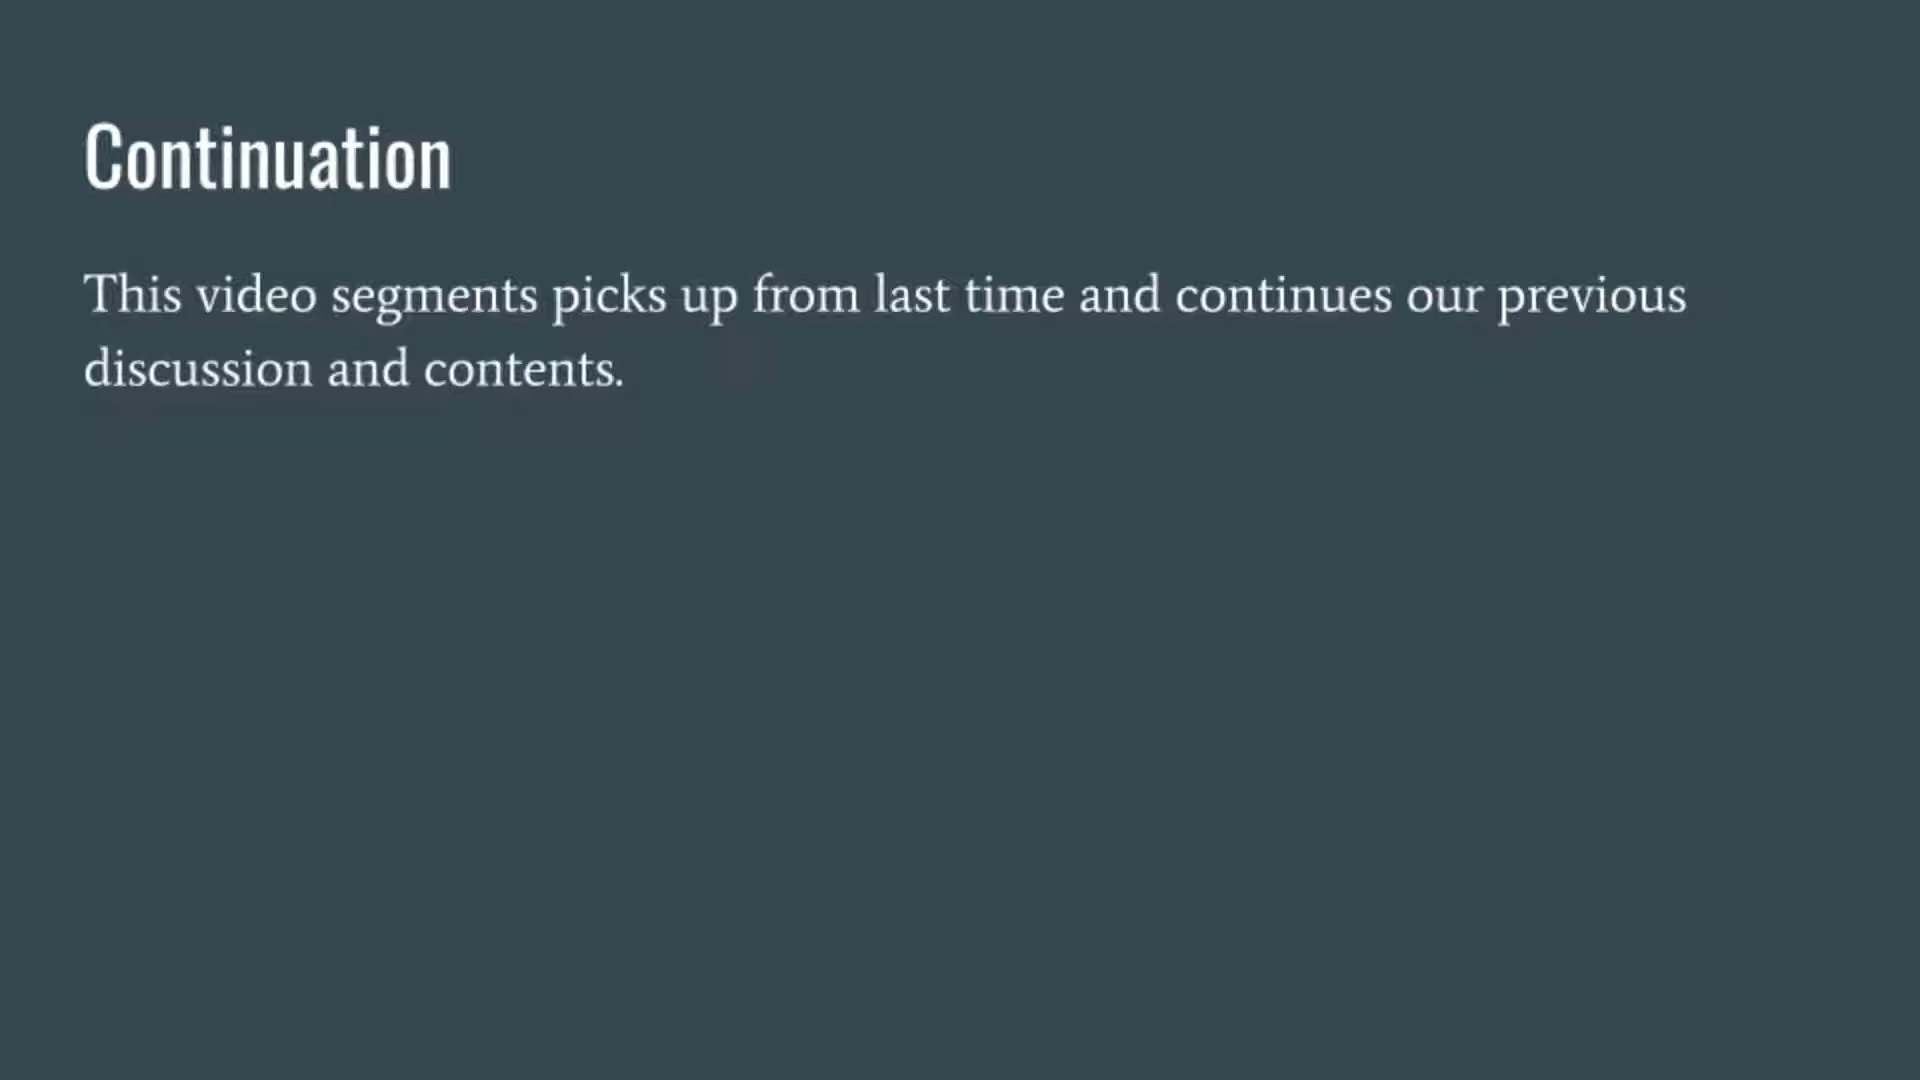 Continuation
This video segments picks up from last time and continues our previous
discussion and contents.